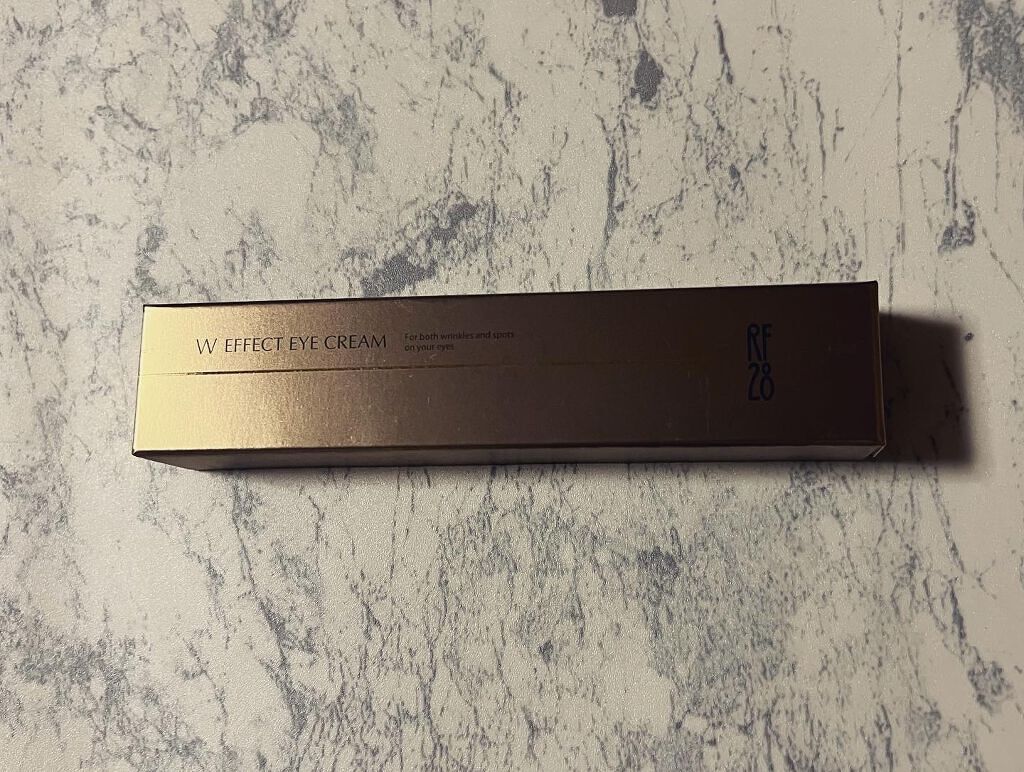 W EFFECT EYE CREAM
For both wrinkles and spots
on your eyes
RF
28